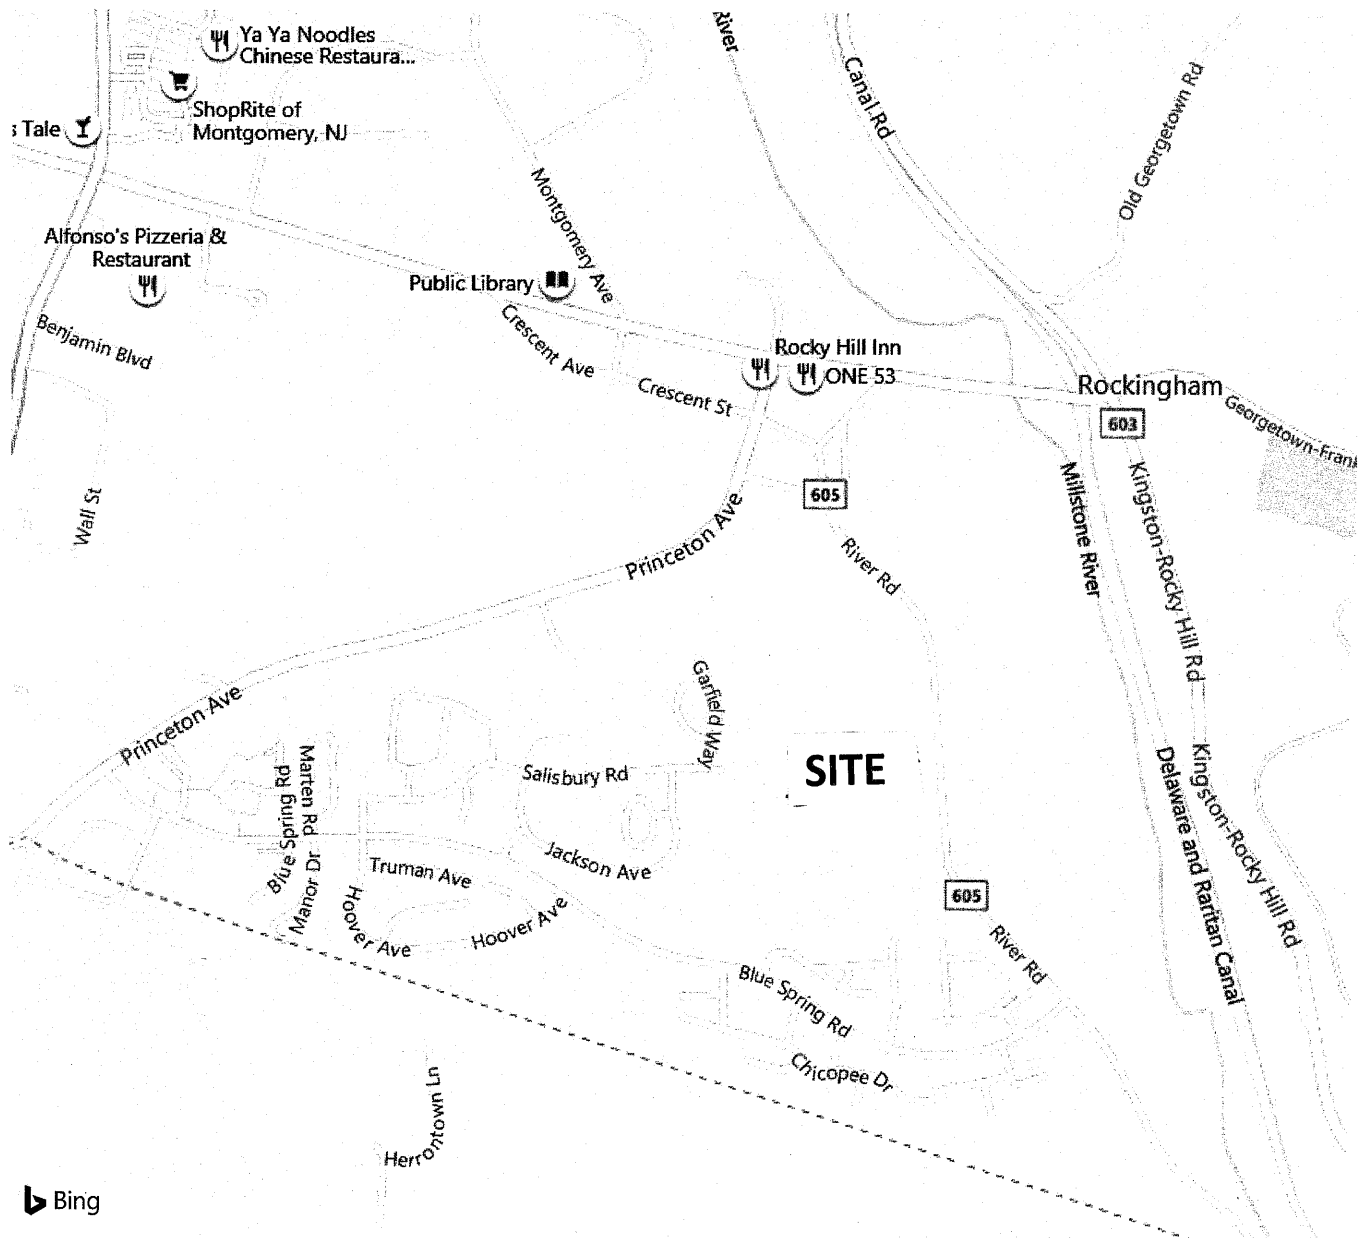 Ya Ya Noodles
Chinese Restaura...
ShopRite of
Montgomery, NJ
s Tale
River
Canal Rd
Old Georgetown Rd
Montgomery Ave
Alfonso's Pizzeria &
Restaurant
Public Library
Benjamin Blvd
Crescent Ave
Rocky Hill Inn
ONE 53
Crescent St
Rockingham
603
Georgetown-Frank
Wall St
605
Princeton Ave
Millstone River
Kingston-Rocky Hill Rd
River Rd
Garfield Way
Princeton Ave
SITE
Salisbury Rd
Marten Rd
Blue Spring Rd
Manor Dr
Truman Ave
Jackson Ave
Hoover Ave
Hoover Ave
Delaware and Raritan Canal
Kingston-Rocky Hill Rd
605
River Rd
Blue Spring Rd
Chicopee Dr
Herrontown Ln
Bing